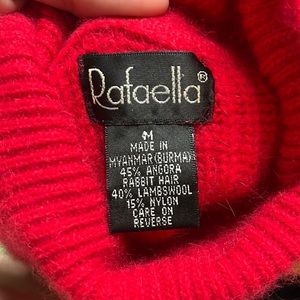 Rafaella®
M
MADE IN
MYANMAR(BURMA)
45% ANGORA
RABBIT HAIR
40% LAMBSWOOL
15% NYLON
CARE ON
REVERSE